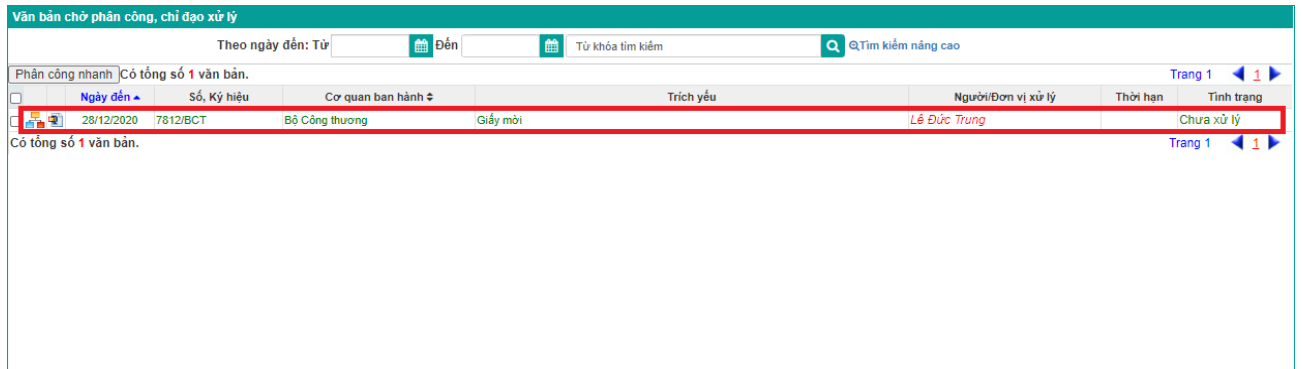 Văn bản chờ phân công, chỉ đạo xử lý
Theo ngày đến: Từ Đến Từ khóa tìm kiếm Tìm kiếm nâng cao
Phân công nhanh Có tổng số 1 văn bản. Trang 1 1
Ngày đến Số, Ký hiệu Cơ quan ban hành Trích yếu Người/Đơn vị xử lý Thời hạn Tình trạng
28/12/2020 7812/BCT Bộ Công thương Giấy mời Lê Đức Trung Chưa xử lý
Có tổng số 1 văn bản. Trang 1 1